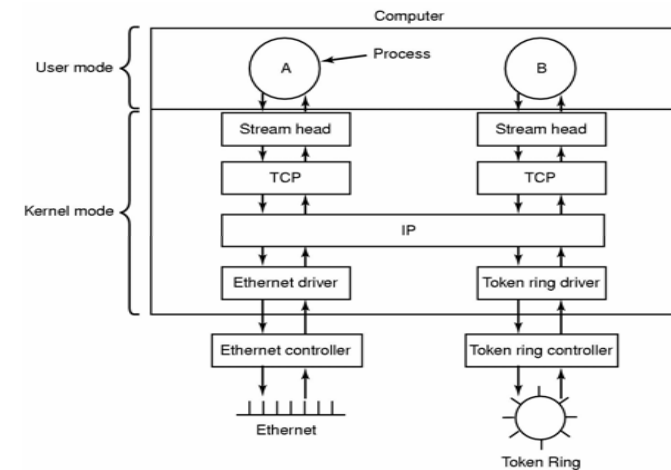 Computer
User mode
A
Process
B
Stream head
Stream head
TCP
TCP
Kernel mode
IP
Ethernet driver
Token ring driver
Ethernet controller
Token ring controller
Ethernet
Token Ring